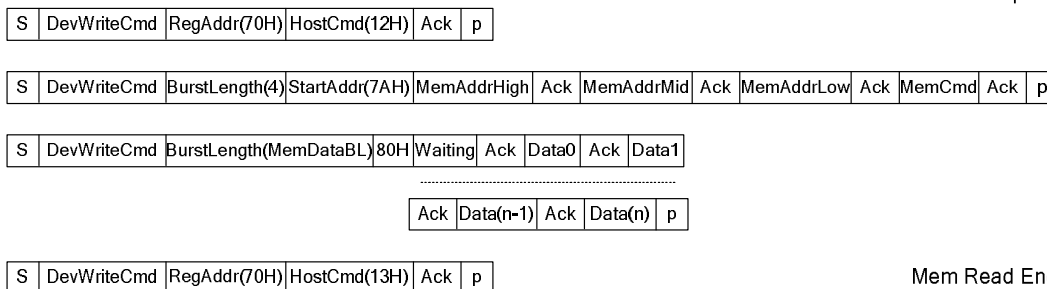 S DevWriteCmd RegAddr(70H) HostCmd(12H) Ack p
S DevWriteCmd BurstLength(4) StartAddr(7AH) MemAddrHigh Ack MemAddrMid Ack MemAddrLow Ack MemCmd Ack p
S DevWriteCmd BurstLength(MemDataBL) 80H Waiting Ack Data0 Ack Data1
Ack Data(n-1) Ack Data(n) p
S DevWriteCmd RegAddr(70H) HostCmd(13H) Ack p Mem Read En